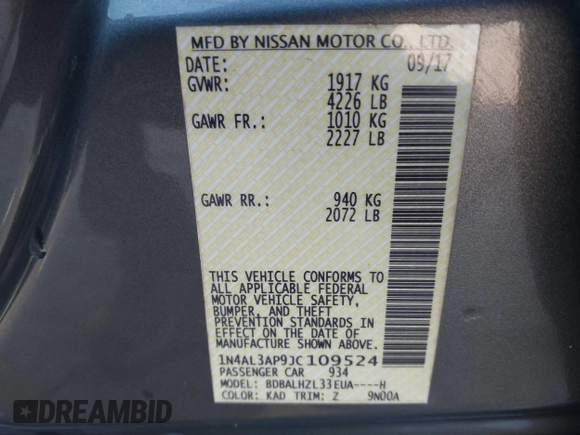 MFD BY NISSAN MOTOR CO., LTD.
DATE: 09/17
GVWR: 1917 KG
4226 LB
GAWR FR.: 1010 KG
2227 LB
GAWR RR.: 940 KG
2072 LB
THIS VEHICLE CONFORMS TO
ALL APPLICABLE FEDERAL
MOTOR VEHICLE SAFETY,
BUMPER, AND THEFT
PREVENTION STANDARDS IN
EFFECT ON THE DATE OF
MANUFACTURE SHOWN ABOVE.
1N4AL3AP9JC109524
PASSENGER CAR 934
MODEL: BDBALHZL33EUA----H
COLOR: KAD TRIM: Z 9N00A
DREAMBID